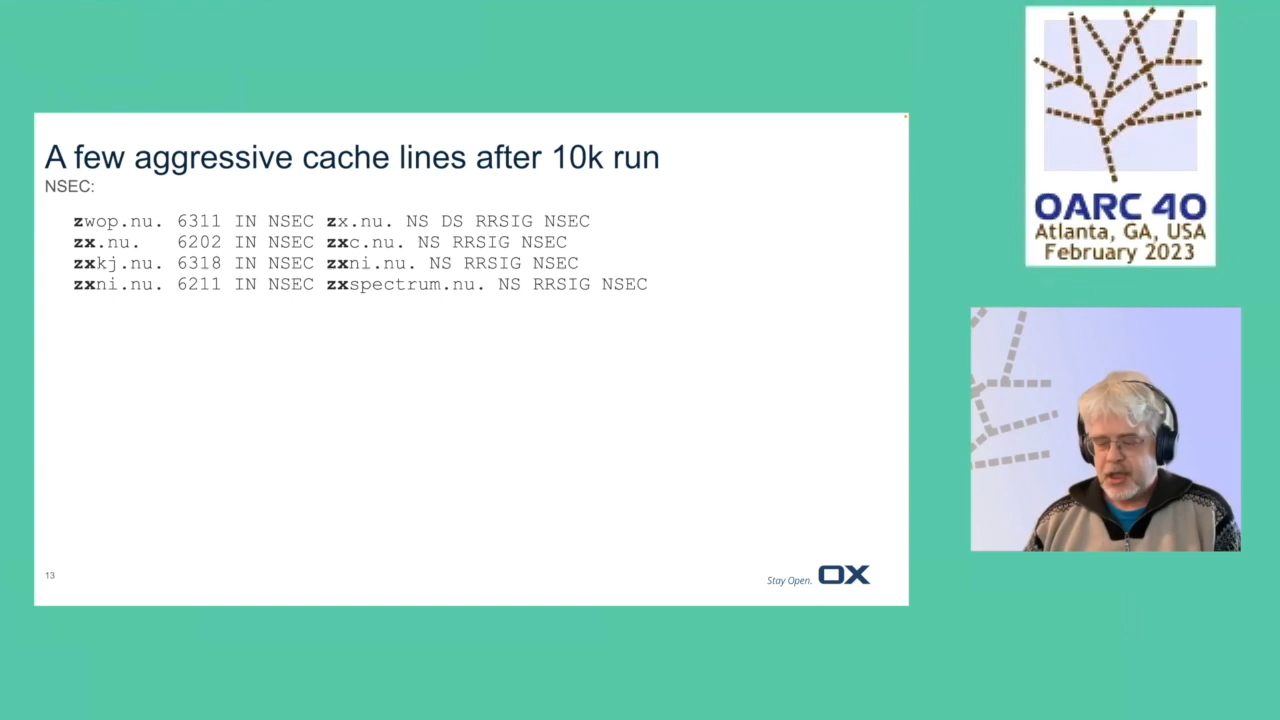 A few aggressive cache lines after 10k run
NSEC:
zwop.nu. 6311 IN NSEC zx.nu. NS DS RRSIG NSEC
zx.nu. 6202 IN NSEC zxc.nu. NS RRSIG NSEC
zxkj.nu. 6318 IN NSEC zxni.nu. NS RRSIG NSEC
zxni.nu. 6211 IN NSEC zxspectrum.nu. NS RRSIG NSEC
13
Stay Open. OX
OARC 40
Atlanta, GA, USA
February 2023